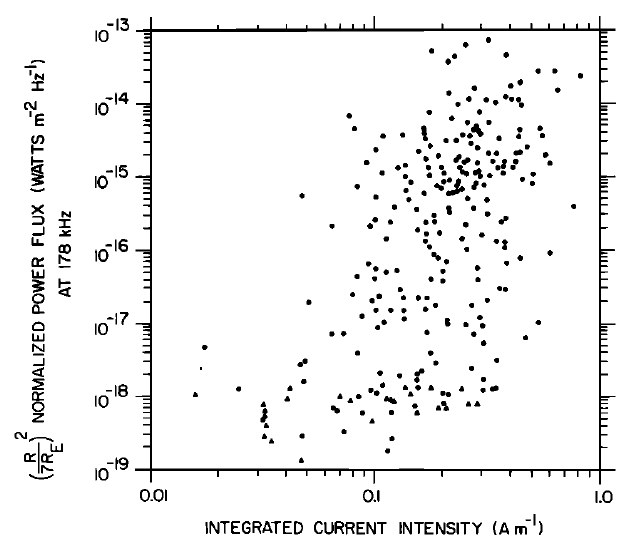 10⁻¹³
10⁻¹⁴
10⁻¹⁵
10⁻¹⁶
10⁻¹⁷
10⁻¹⁸
10⁻¹⁹
(R/7R_E)² NORMALIZED POWER FLUX (WATTS m⁻² Hz⁻¹)
AT 178 kHz
0.01 0.1 1.0
INTEGRATED CURRENT INTENSITY (A m⁻¹)